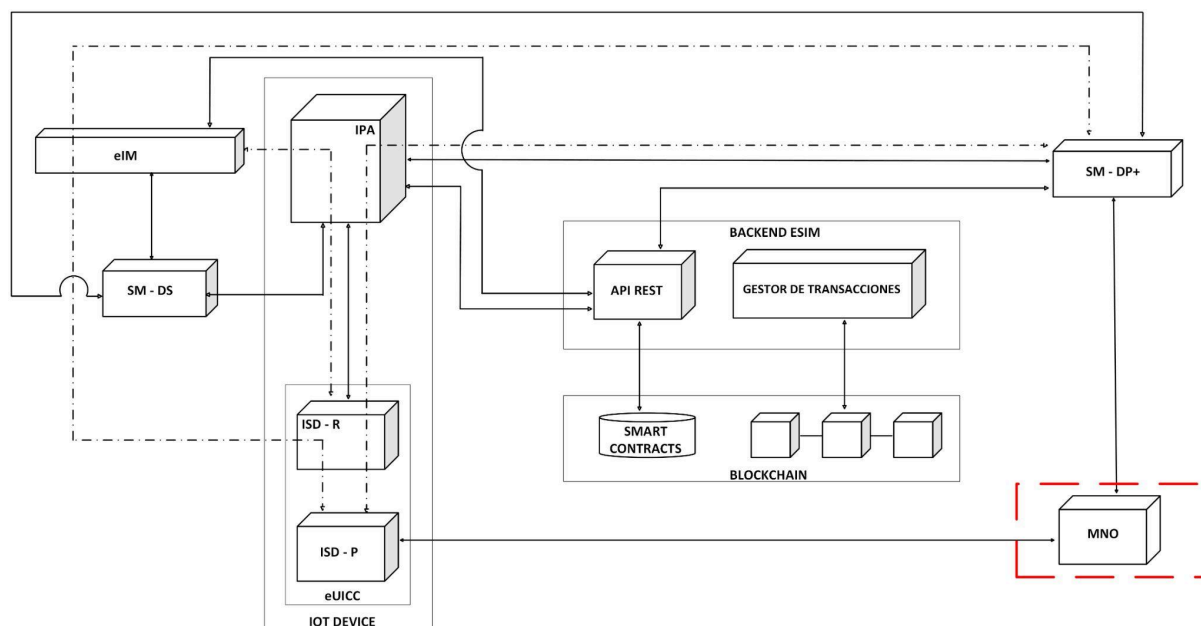 IPA
eIM
SM - DP+
BACKEND ESIM
SM - DS
API REST
GESTOR DE TRANSACCIONES
ISD - R
SMART
CONTRACTS
BLOCKCHAIN
MNO
ISD - P
eUICC
IOT DEVICE